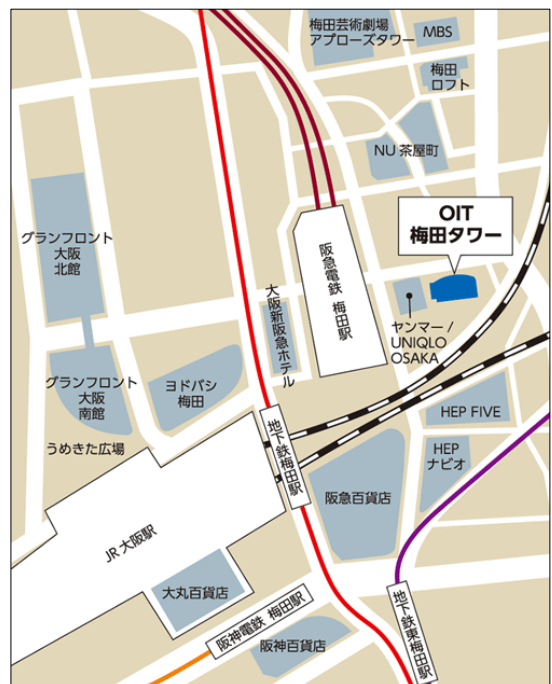 梅田芸術劇場
アプローズタワー
MBS
梅田
ロフト
NU 茶屋町
OIT
梅田タワー
グランフロント
大阪
北館
阪急電鉄 梅田駅
大阪新阪急ホテル
ヤンマー /
UNIQLO
OSAKA
グランフロント
大阪
南館
ヨドバシ
梅田
HEP FIVE
うめきた広場
地下鉄梅田駅
HEP
ナビオ
阪急百貨店
JR 大阪駅
大丸百貨店
阪神電鉄 梅田駅
地下鉄東梅田駅
阪神百貨店